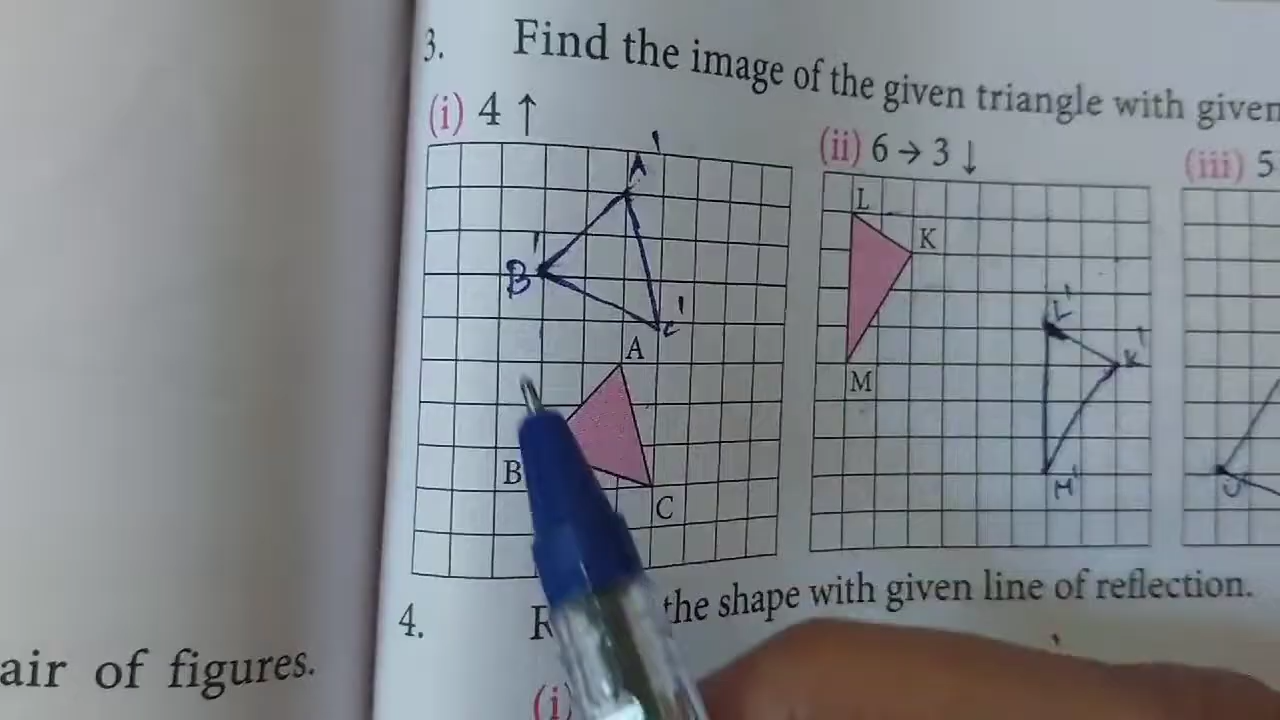 3. Find the image of the given triangle with given
(i) 4 ↑
(ii) 6 → 3 ↓
(iii) 5
A'
B'
C'
A
B
C
L
K
M
L'
K'
M'
J'
4. the shape with given line of reflection.
(i)
air of figures.